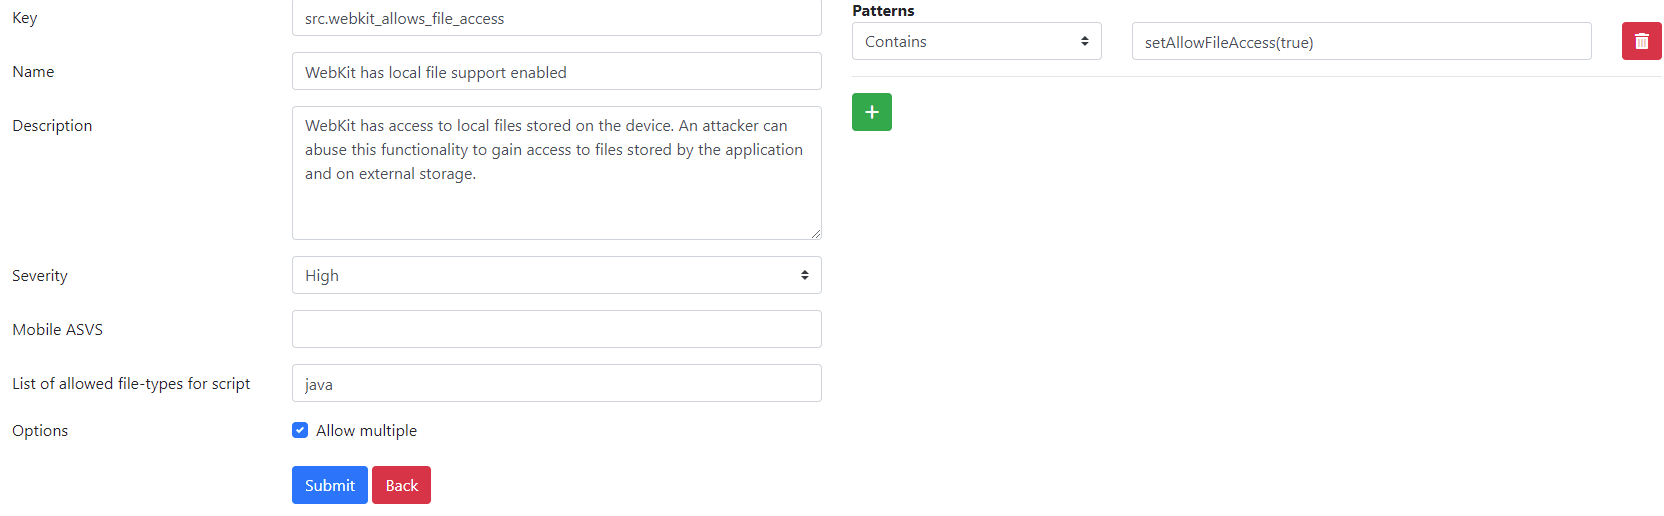 Key
src.webkit_allows_file_access
Name
WebKit has local file support enabled
Description
WebKit has access to local files stored on the device. An attacker can
abuse this functionality to gain access to files stored by the application
and on external storage.
Severity
High
Mobile ASVS
List of allowed file-types for script
java
Options
Allow multiple
Submit
Back
Patterns
Contains
setAllowFileAccess(true)
+